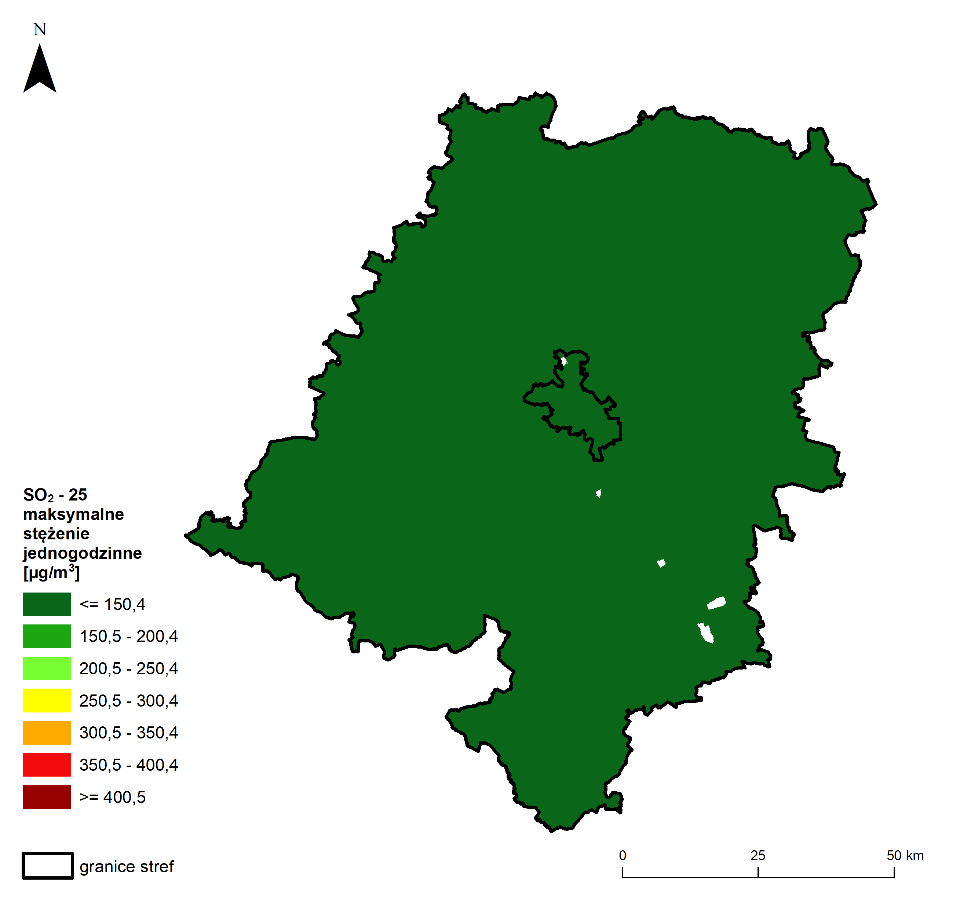 N
SO₂ - 25
maksymalne
stężenie
jednogodzinne
[µg/m³]
<= 150,4
150,5 - 200,4
200,5 - 250,4
250,5 - 300,4
300,5 - 350,4
350,5 - 400,4
>= 400,5
granice stref
0 25 50 km